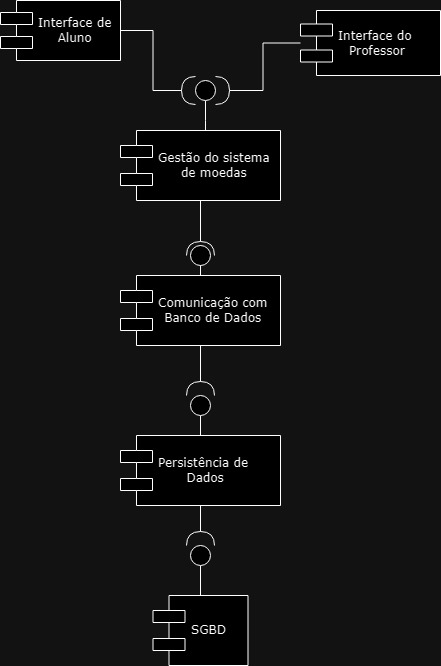 Interface de
Aluno
Interface do
Professor
Gestão do sistema
de moedas
Comunicação com
Banco de Dados
Persistência de
Dados
SGBD